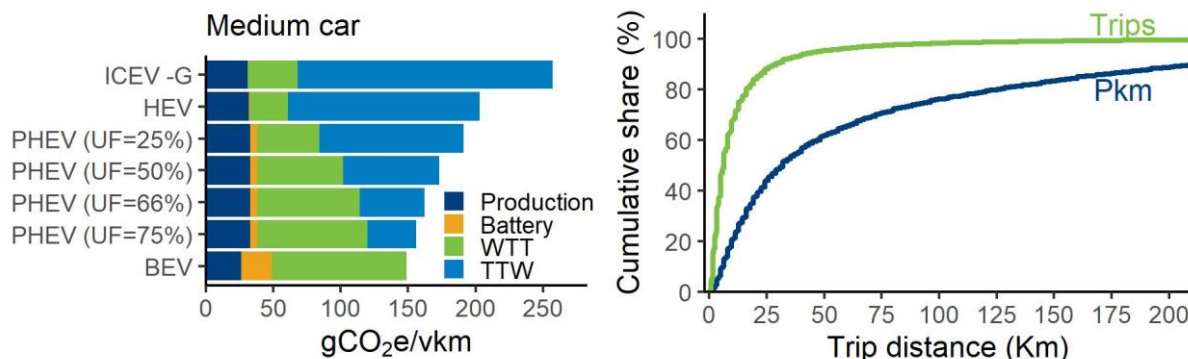 Medium car
ICEV -G
HEV
PHEV (UF=25%)
PHEV (UF=50%)
PHEV (UF=66%)
PHEV (UF=75%)
BEV
Production
Battery
WTT
TTW
0 50 100 150 200 250
gCO₂e/vkm
Cumulative share (%)
100
80
60
40
20
0
Trips
Pkm
0 25 50 75 100 125 150 175 200
Trip distance (Km)